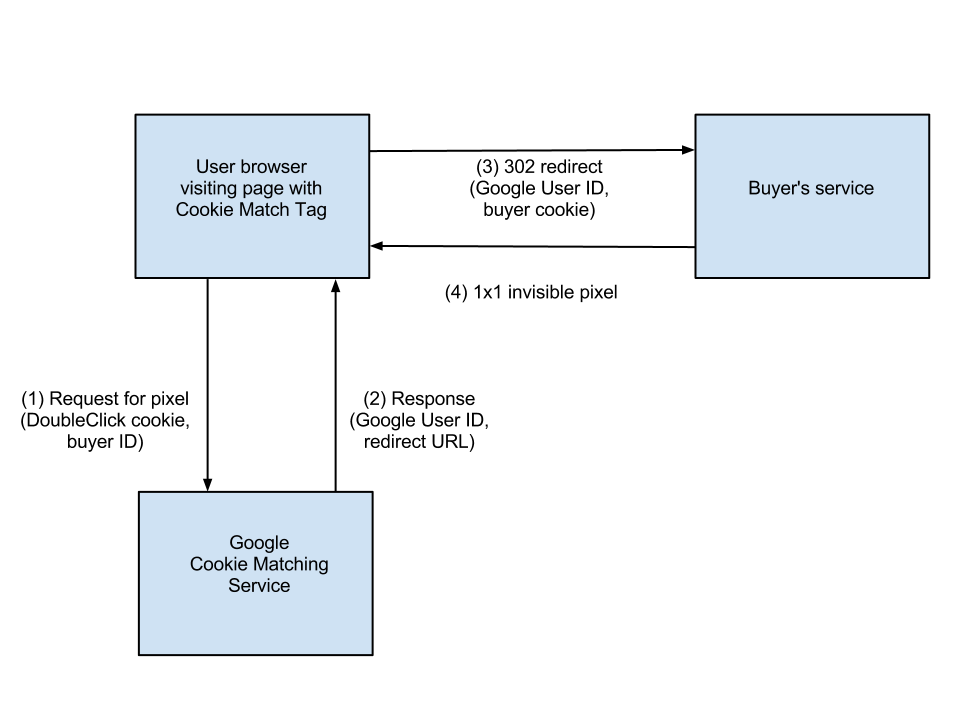 User browser
visiting page with
Cookie Match Tag
(3) 302 redirect
(Google User ID,
buyer cookie)
Buyer's service
(4) 1x1 invisible pixel
(1) Request for pixel
(DoubleClick cookie,
buyer ID)
(2) Response
(Google User ID,
redirect URL)
Google
Cookie Matching
Service